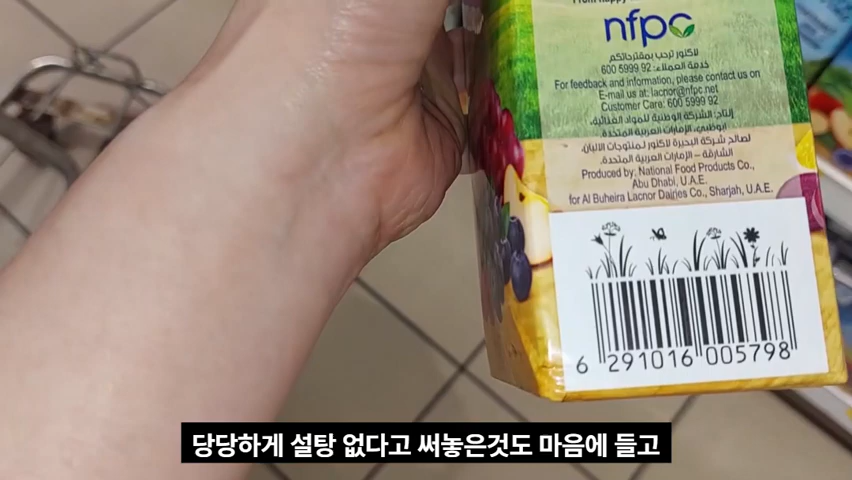 From happy
nfpc
لاكنور ترحب بمقترحاتكم
خدمة العملاء: 92 5999 600
For feedback and information, please contact us on
E-mail us at: lacnor@nfpc.net
Customer Care: 600 5999 92
إنتاج: الشركة الوطنية للمواد الغذائية،
أبوظبي، الإمارات العربية المتحدة
لصالح شركة البحيرة لاكنور لمنتوجات الألبان،
الشارقة – الإمارات العربية المتحدة.
Produced by: National Food Products Co.,
Abu Dhabi, U.A.E.
for Al Buheira Lacnor Dairies Co., Sharjah, U.A.E.
6 291016 005798
당당하게 설탕 없다고 써놓은것도 마음에 들고